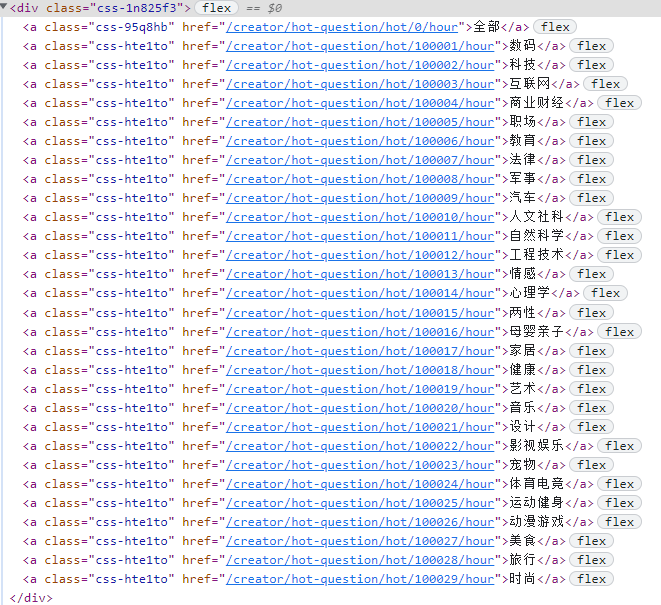 <div class="css-1n825f3"> flex == $0
<a class="css-95q8hb" href="/creator/hot-question/hot/0/hour">全部</a> flex
<a class="css-hte1to" href="/creator/hot-question/hot/100001/hour">数码</a> flex
<a class="css-hte1to" href="/creator/hot-question/hot/100002/hour">科技</a> flex
<a class="css-hte1to" href="/creator/hot-question/hot/100003/hour">互联网</a> flex
<a class="css-hte1to" href="/creator/hot-question/hot/100004/hour">商业财经</a> flex
<a class="css-hte1to" href="/creator/hot-question/hot/100005/hour">职场</a> flex
<a class="css-hte1to" href="/creator/hot-question/hot/100006/hour">教育</a> flex
<a class="css-hte1to" href="/creator/hot-question/hot/100007/hour">法律</a> flex
<a class="css-hte1to" href="/creator/hot-question/hot/100008/hour">军事</a> flex
<a class="css-hte1to" href="/creator/hot-question/hot/100009/hour">汽车</a> flex
<a class="css-hte1to" href="/creator/hot-question/hot/100010/hour">人文社科</a> flex
<a class="css-hte1to" href="/creator/hot-question/hot/100011/hour">自然科学</a> flex
<a class="css-hte1to" href="/creator/hot-question/hot/100012/hour">工程技术</a> flex
<a class="css-hte1to" href="/creator/hot-question/hot/100013/hour">情感</a> flex
<a class="css-hte1to" href="/creator/hot-question/hot/100014/hour">心理学</a> flex
<a class="css-hte1to" href="/creator/hot-question/hot/100015/hour">两性</a> flex
<a class="css-hte1to" href="/creator/hot-question/hot/100016/hour">母婴亲子</a> flex
<a class="css-hte1to" href="/creator/hot-question/hot/100017/hour">家居</a> flex
<a class="css-hte1to" href="/creator/hot-question/hot/100018/hour">健康</a> flex
<a class="css-hte1to" href="/creator/hot-question/hot/100019/hour">艺术</a> flex
<a class="css-hte1to" href="/creator/hot-question/hot/100020/hour">音乐</a> flex
<a class="css-hte1to" href="/creator/hot-question/hot/100021/hour">设计</a> flex
<a class="css-hte1to" href="/creator/hot-question/hot/100022/hour">影视娱乐</a> flex
<a class="css-hte1to" href="/creator/hot-question/hot/100023/hour">宠物</a> flex
<a class="css-hte1to" href="/creator/hot-question/hot/100024/hour">体育电竞</a> flex
<a class="css-hte1to" href="/creator/hot-question/hot/100025/hour">运动健身</a> flex
<a class="css-hte1to" href="/creator/hot-question/hot/100026/hour">动漫游戏</a> flex
<a class="css-hte1to" href="/creator/hot-question/hot/100027/hour">美食</a> flex
<a class="css-hte1to" href="/creator/hot-question/hot/100028/hour">旅行</a> flex
<a class="css-hte1to" href="/creator/hot-question/hot/100029/hour">时尚</a> flex
</div>